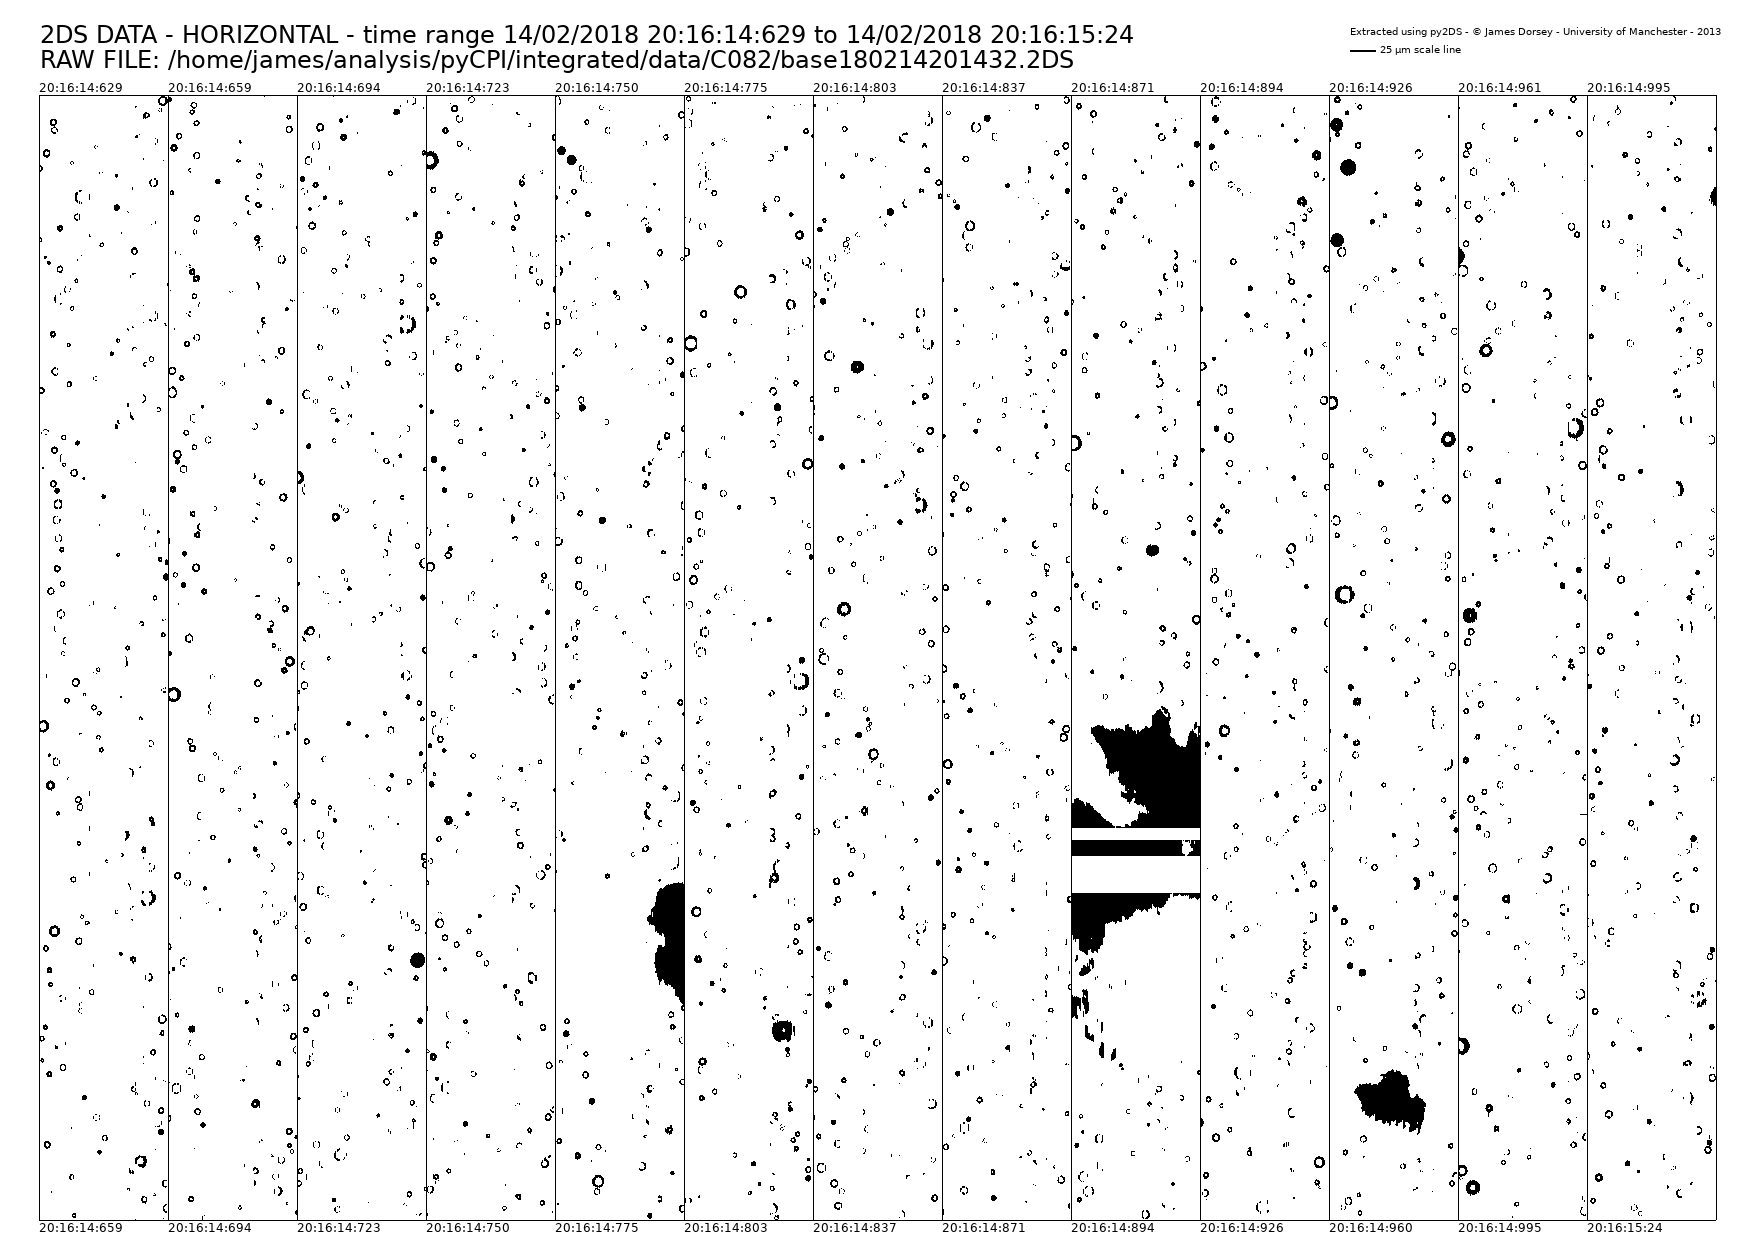 2DS DATA - HORIZONTAL - time range 14/02/2018 20:16:14:629 to 14/02/2018 20:16:15:24
RAW FILE: /home/james/analysis/pyCPI/integrated/data/C082/base180214201432.2DS
Extracted using py2DS - © James Dorsey - University of Manchester - 2013
25 µm scale line
20:16:14:629 20:16:14:659 20:16:14:694 20:16:14:723 20:16:14:750 20:16:14:775 20:16:14:803 20:16:14:837 20:16:14:871 20:16:14:894 20:16:14:926 20:16:14:961 20:16:14:995
20:16:14:659 20:16:14:694 20:16:14:723 20:16:14:750 20:16:14:775 20:16:14:803 20:16:14:837 20:16:14:871 20:16:14:894 20:16:14:926 20:16:14:960 20:16:14:995 20:16:15:24